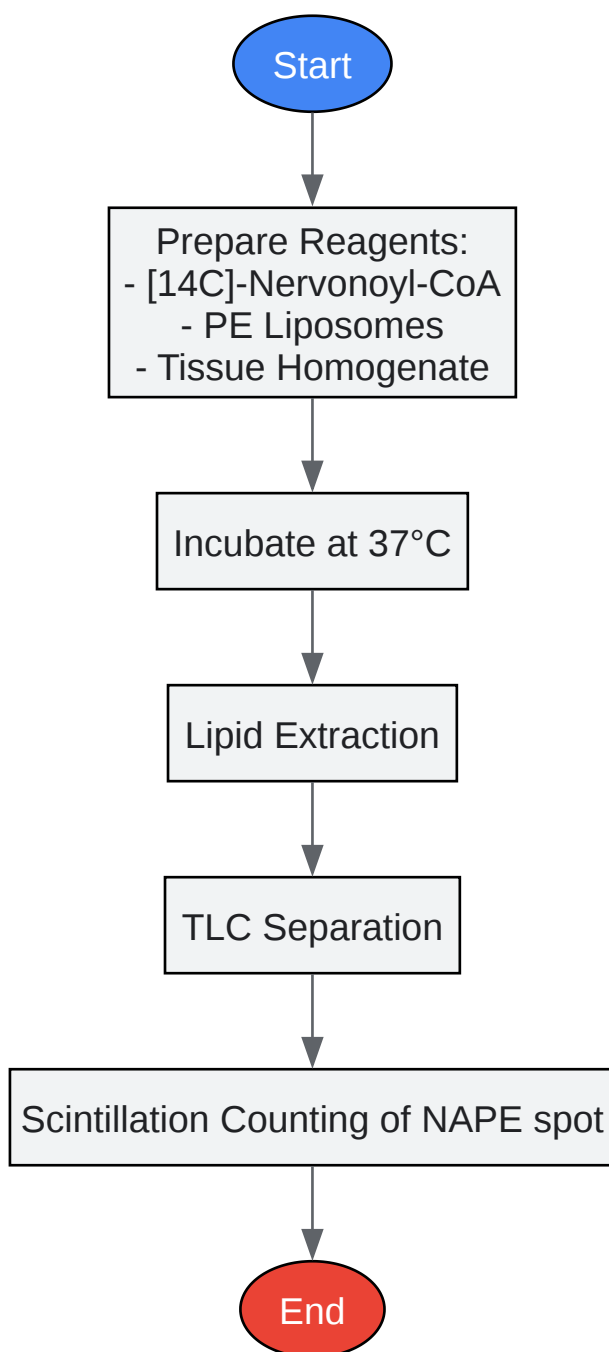 Start
Prepare Reagents:
- [14C]-Nervonoyl-CoA
- PE Liposomes
- Tissue Homogenate
Incubate at 37°C
Lipid Extraction
TLC Separation
Scintillation Counting of NAPE spot
End